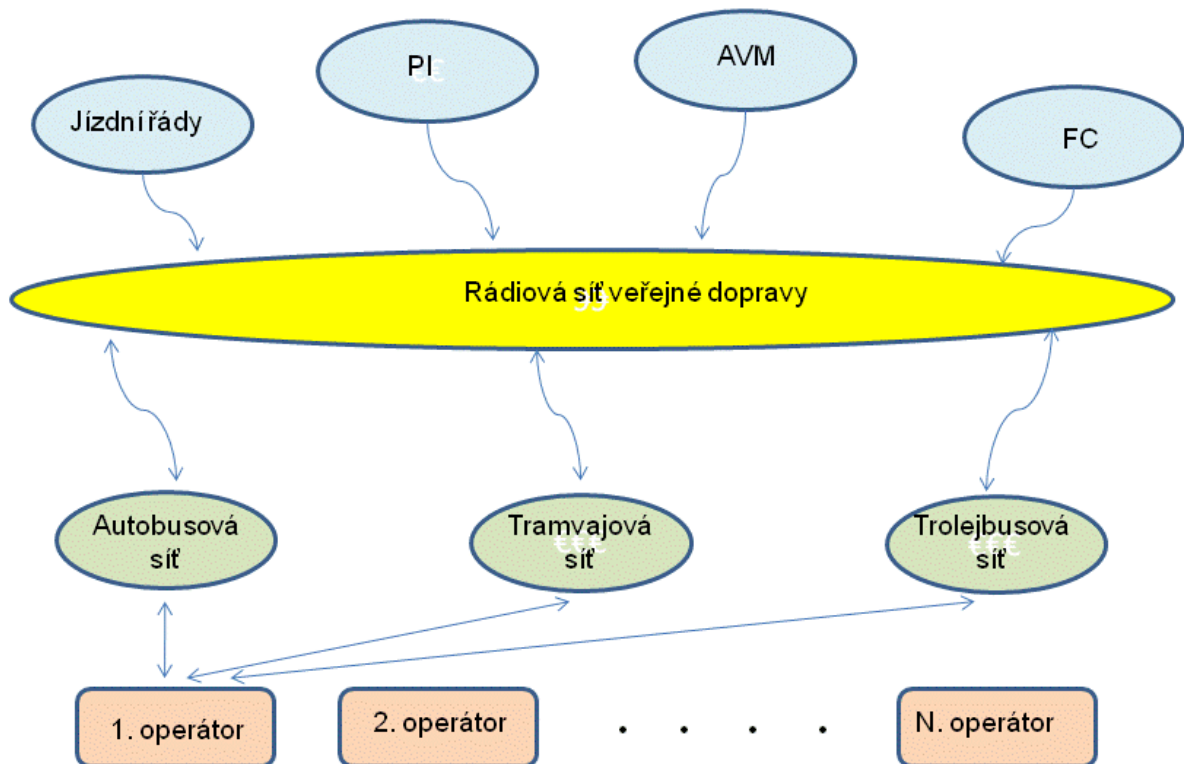 Jízdní řády
PI
€€
AVM
FC
Rádiová síť veřejné dopravy
Autobusová
síť
Tramvajová
síť
€€€
Trolejbusová
síť
€€€
1. operátor
2. operátor
. . . .
N. operátor